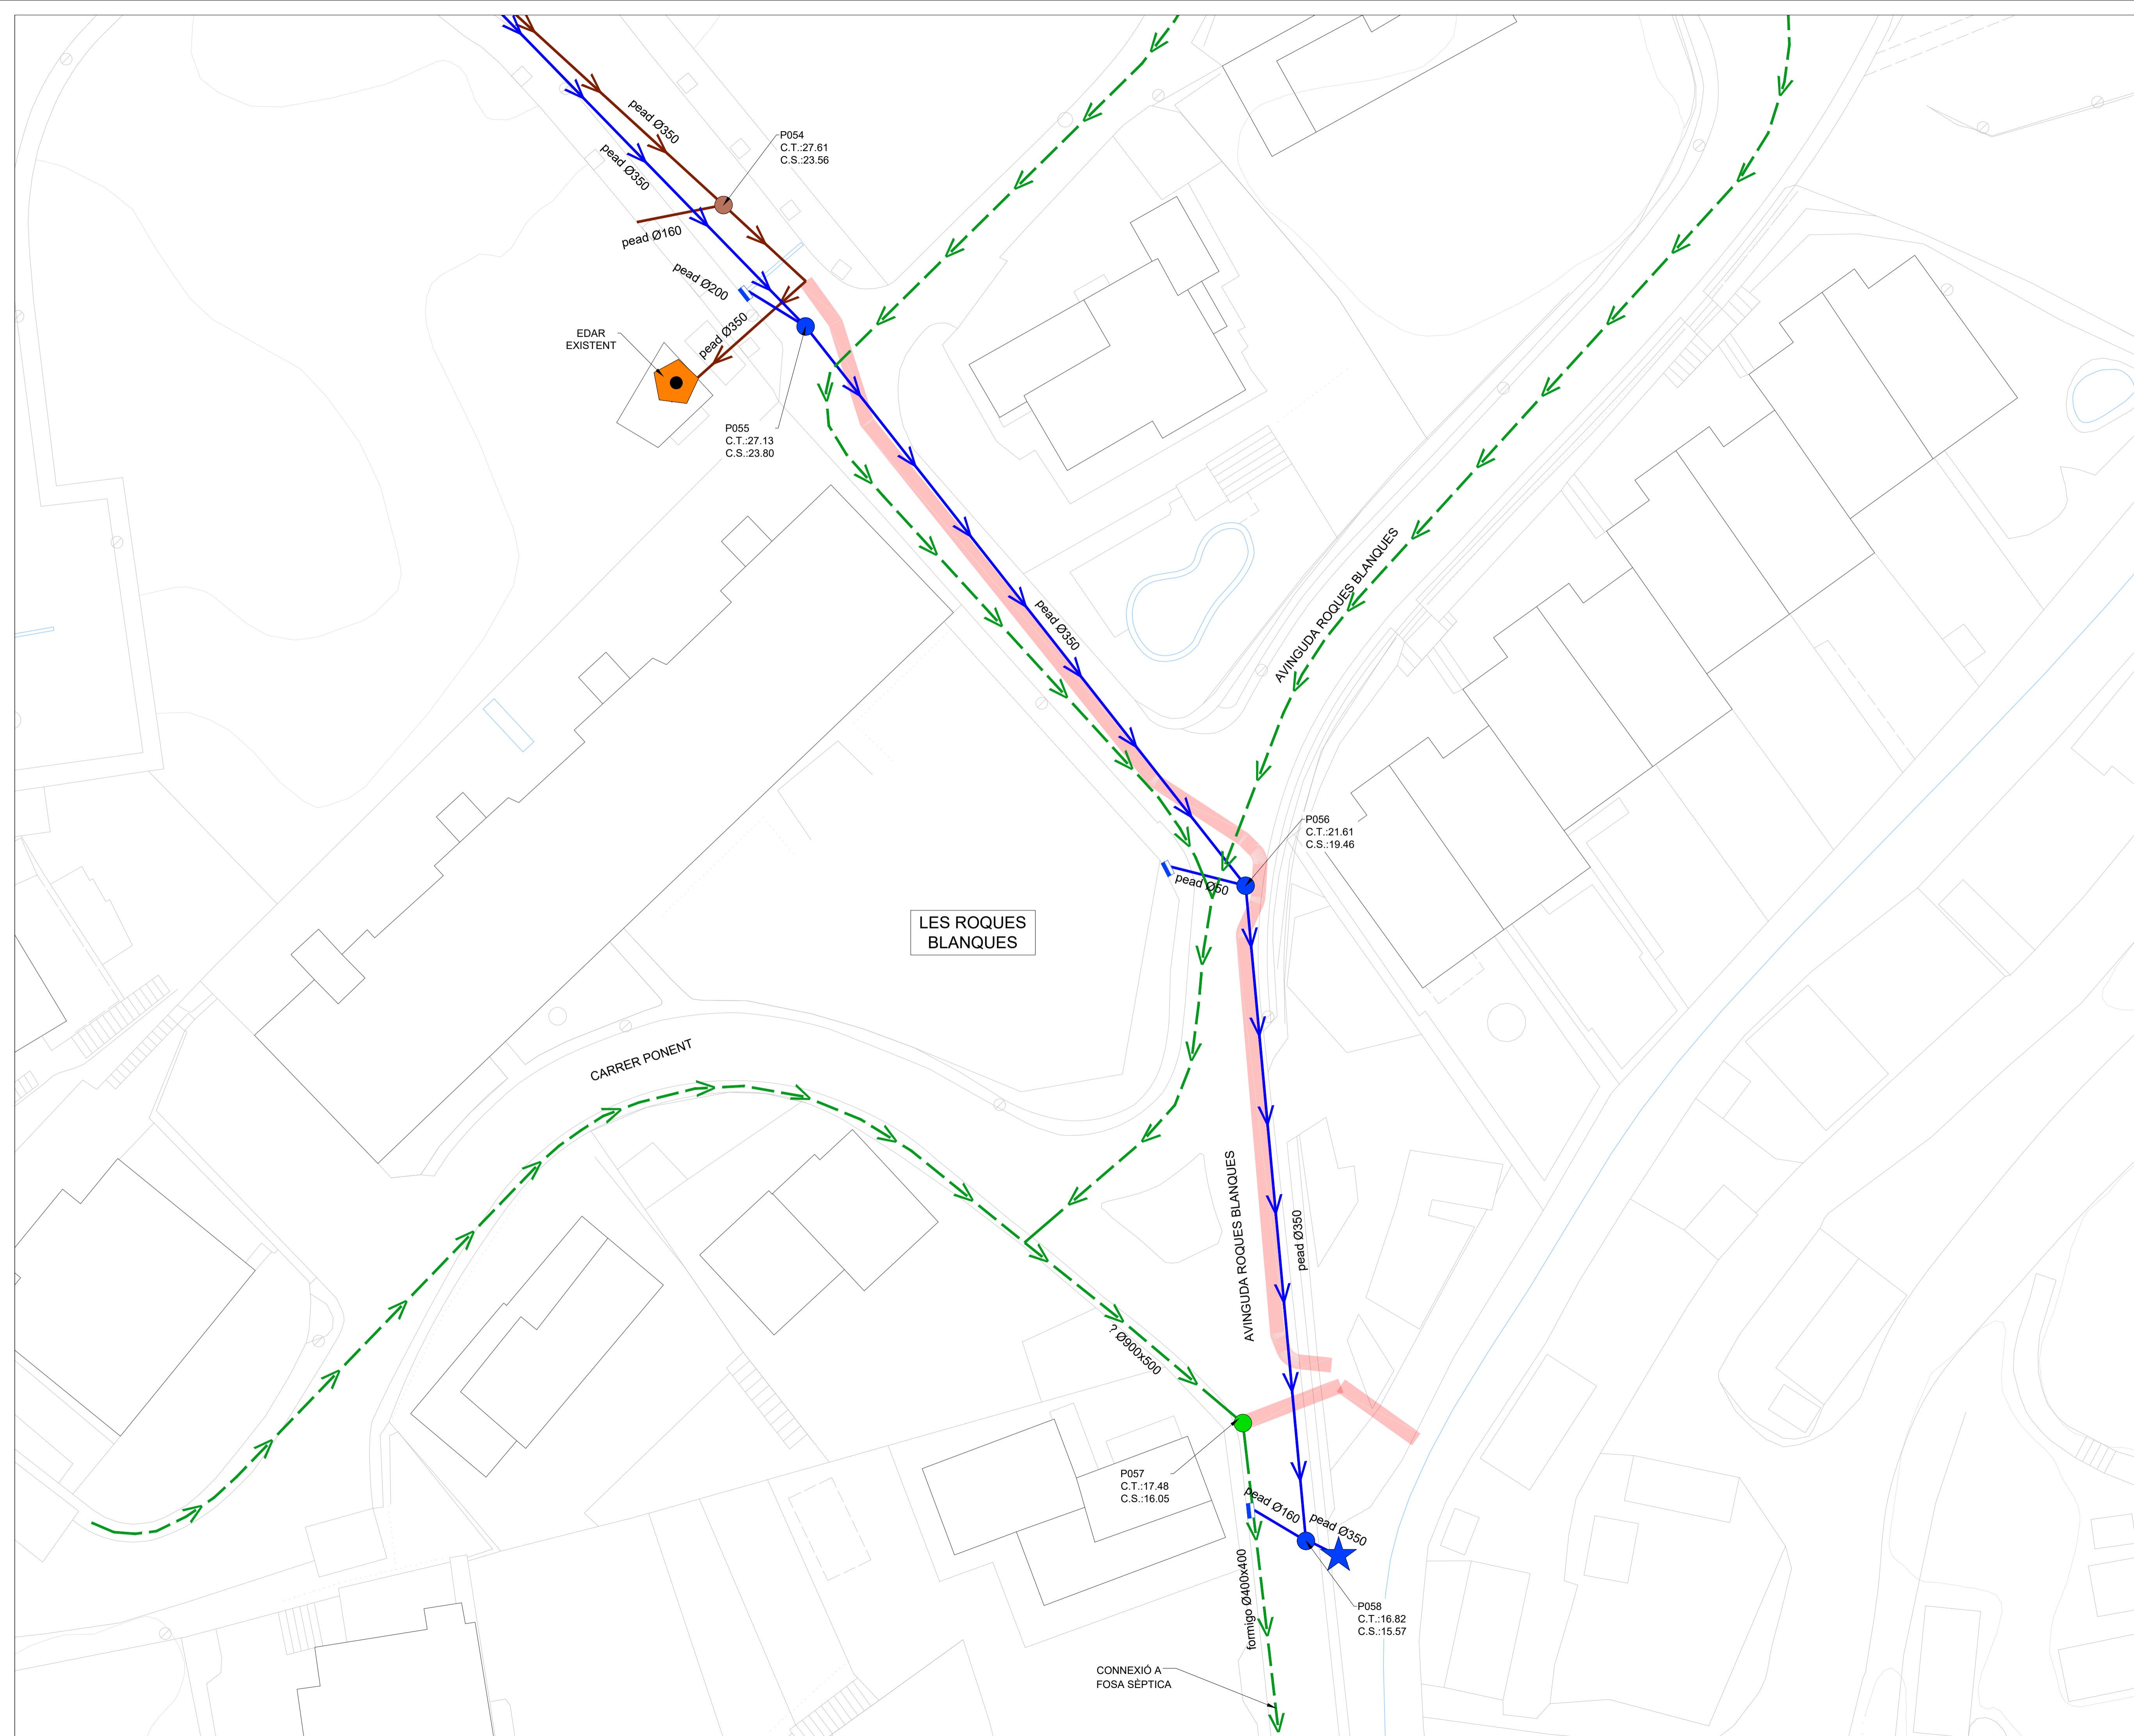 pead Ø350
pead Ø350
P054
C.T.:27.61
C.S.:23.56
pead Ø160
pead Ø200
pead Ø350
EDAR
EXISTENT
P055
C.T.:27.13
C.S.:23.80
pead Ø350
AVINGUDA ROQUES BLANQUES
P056
C.T.:21.61
C.S.:19.46
pead Ø50
LES ROQUES
BLANQUES
CARRER PONENT
AVINGUDA ROQUES BLANQUES
pead Ø350
? Ø900x500
P057
C.T.:17.48
C.S.:16.05
pead Ø160
pead Ø350
formigo Ø400x400
P058
C.T.:16.82
C.S.:15.57
CONNEXIÓ A
FOSA SÈPTICA